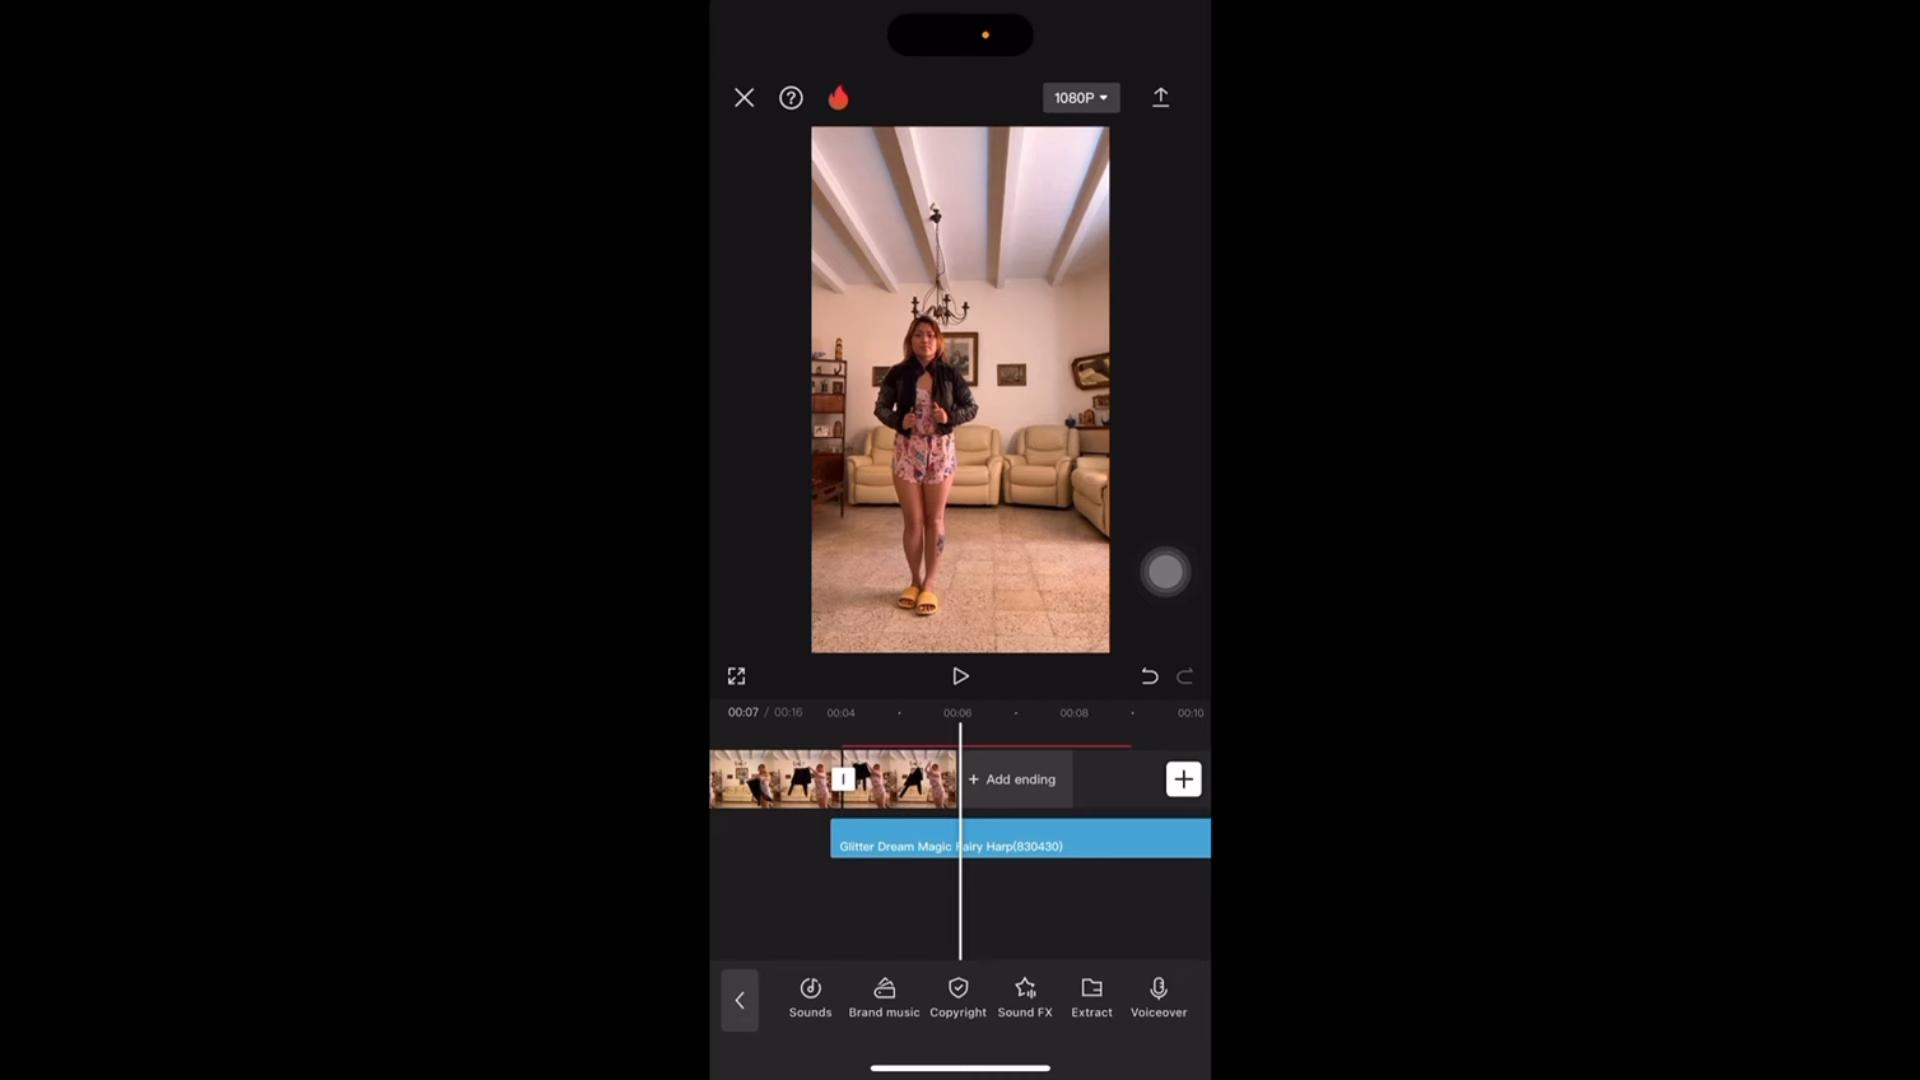 1080P
00:07 / 00:16
00:04
00:06
00:08
00:10
+ Add ending
Glitter Dream Magic Fairy Harp(830430)
Sounds
Brand music
Copyright
Sound FX
Extract
Voiceover